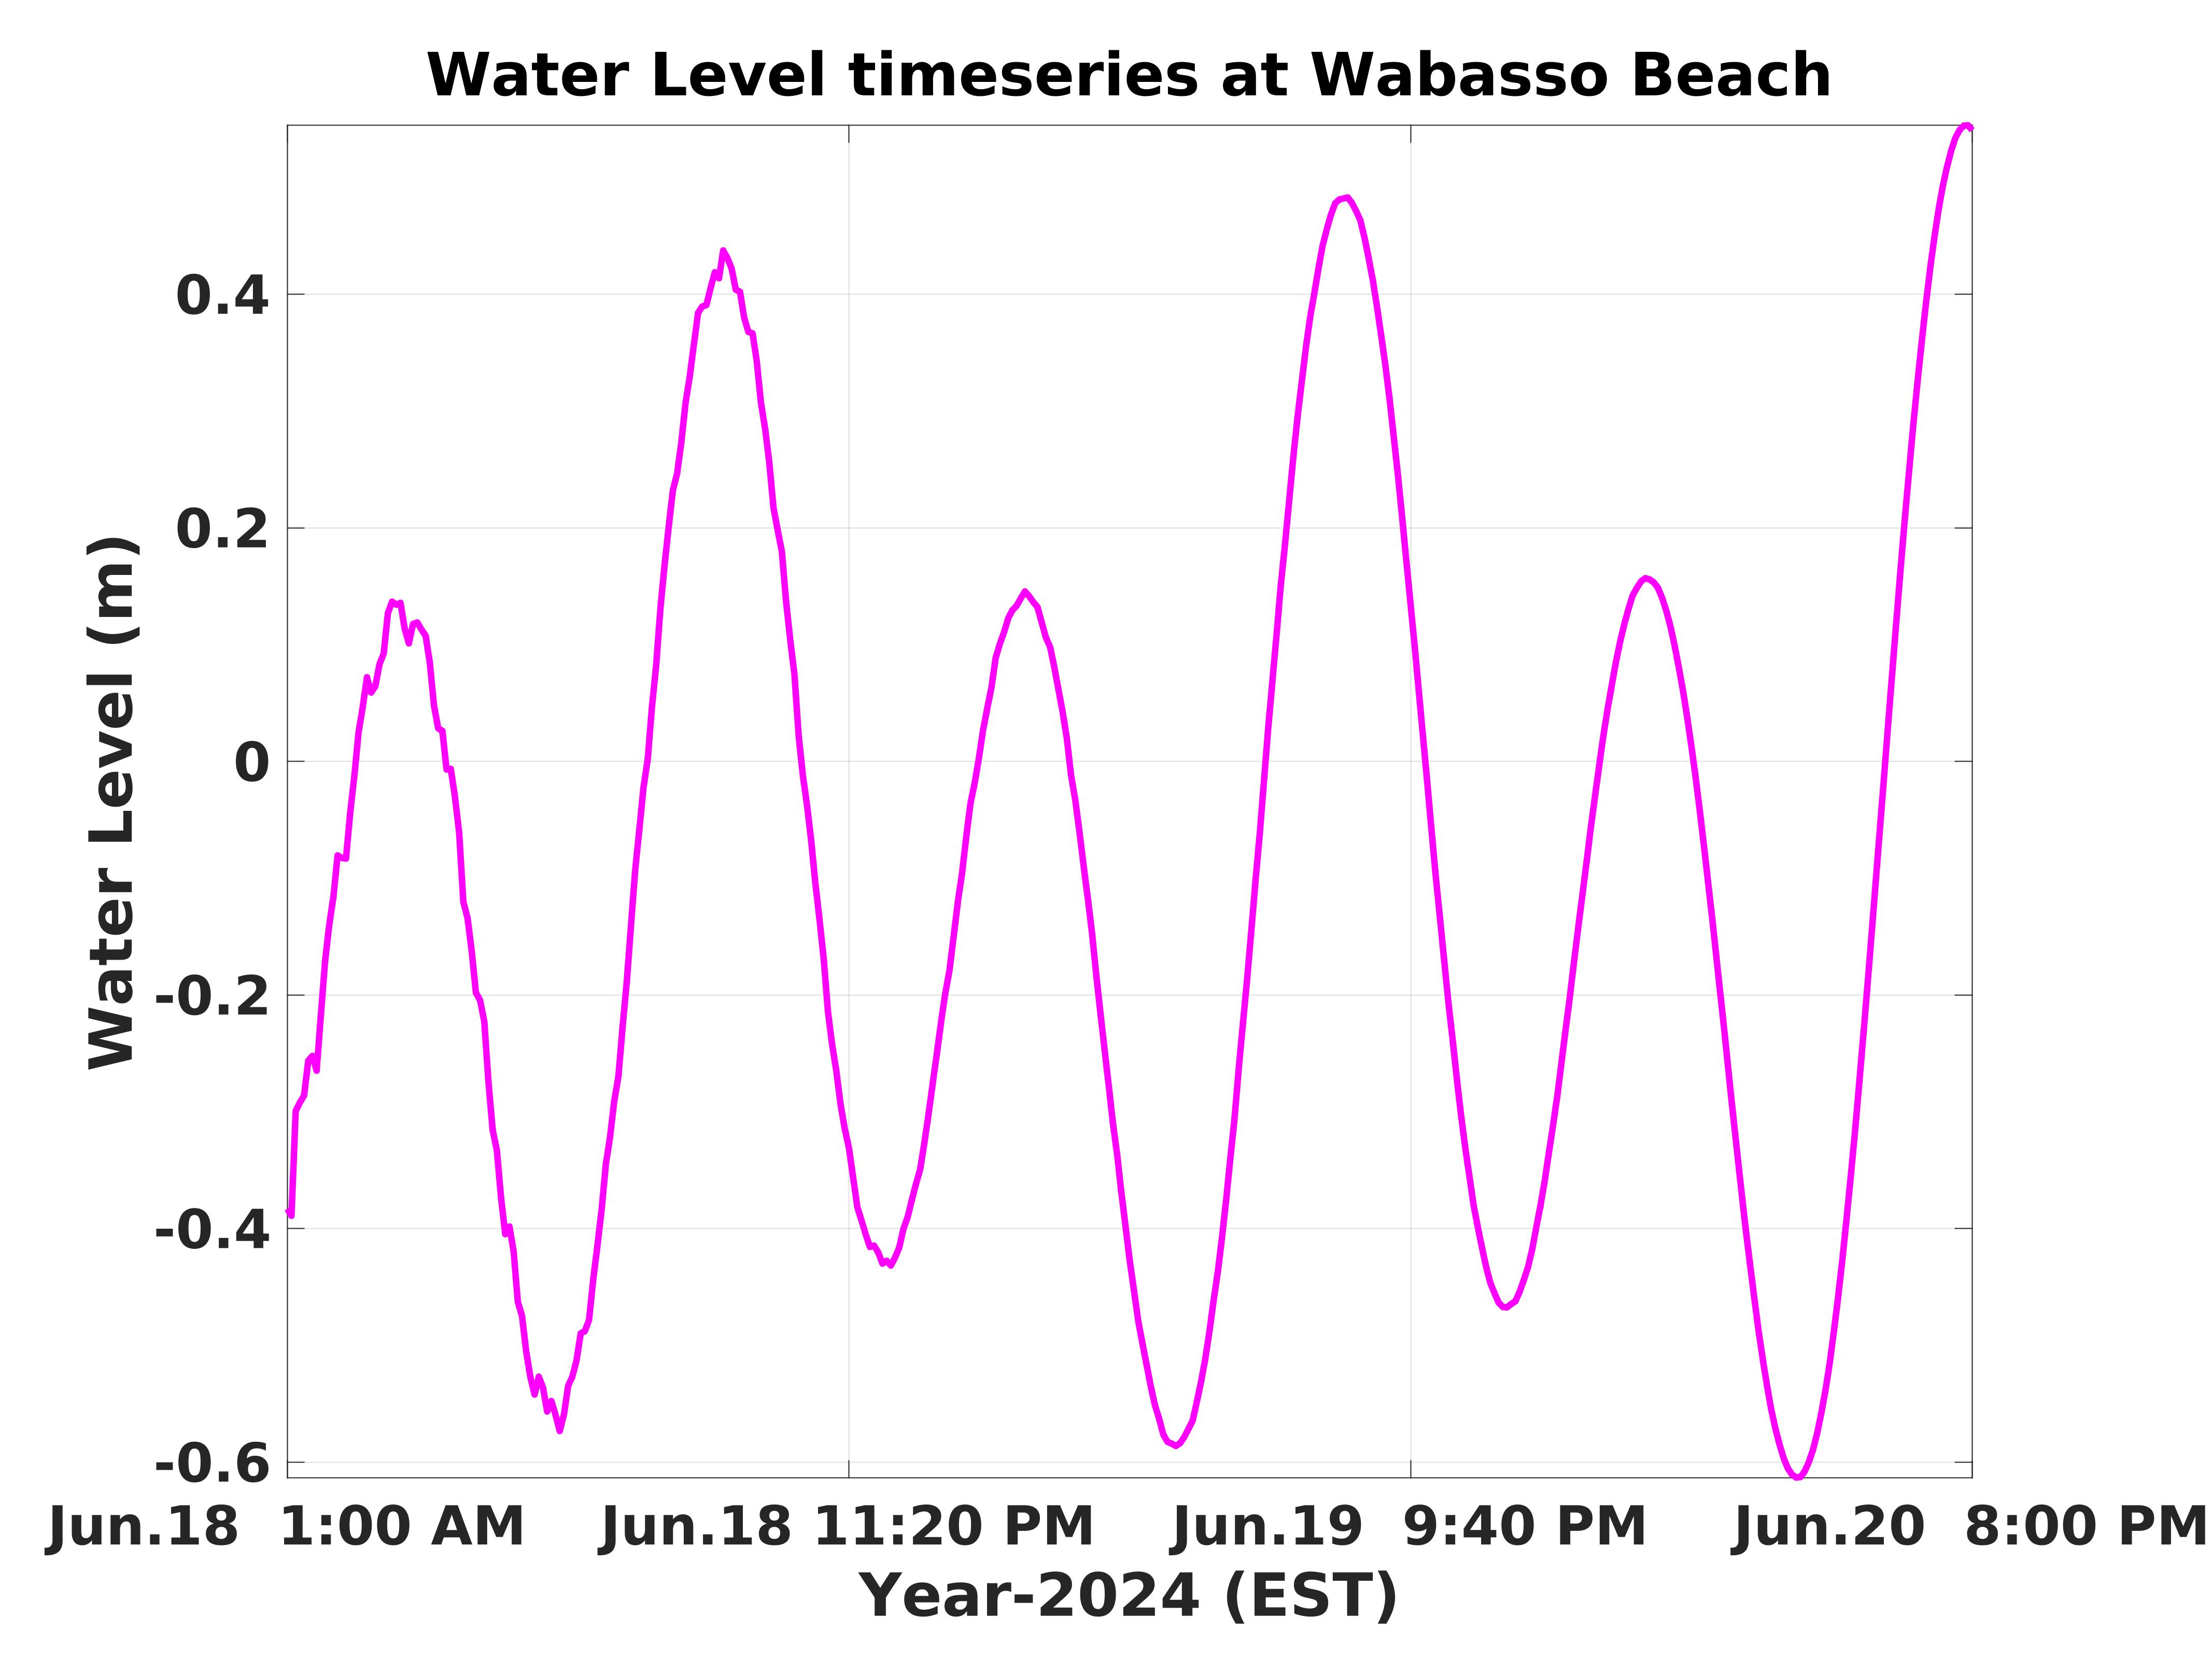 Water Level timeseries at Wabasso Beach
0.4
0.2
0
-0.2
-0.4
-0.6
Water Level (m)
Jun.18 1:00 AM Jun.18 11:20 PM Jun.19 9:40 PM Jun.20 8:00 PM
Year-2024 (EST)